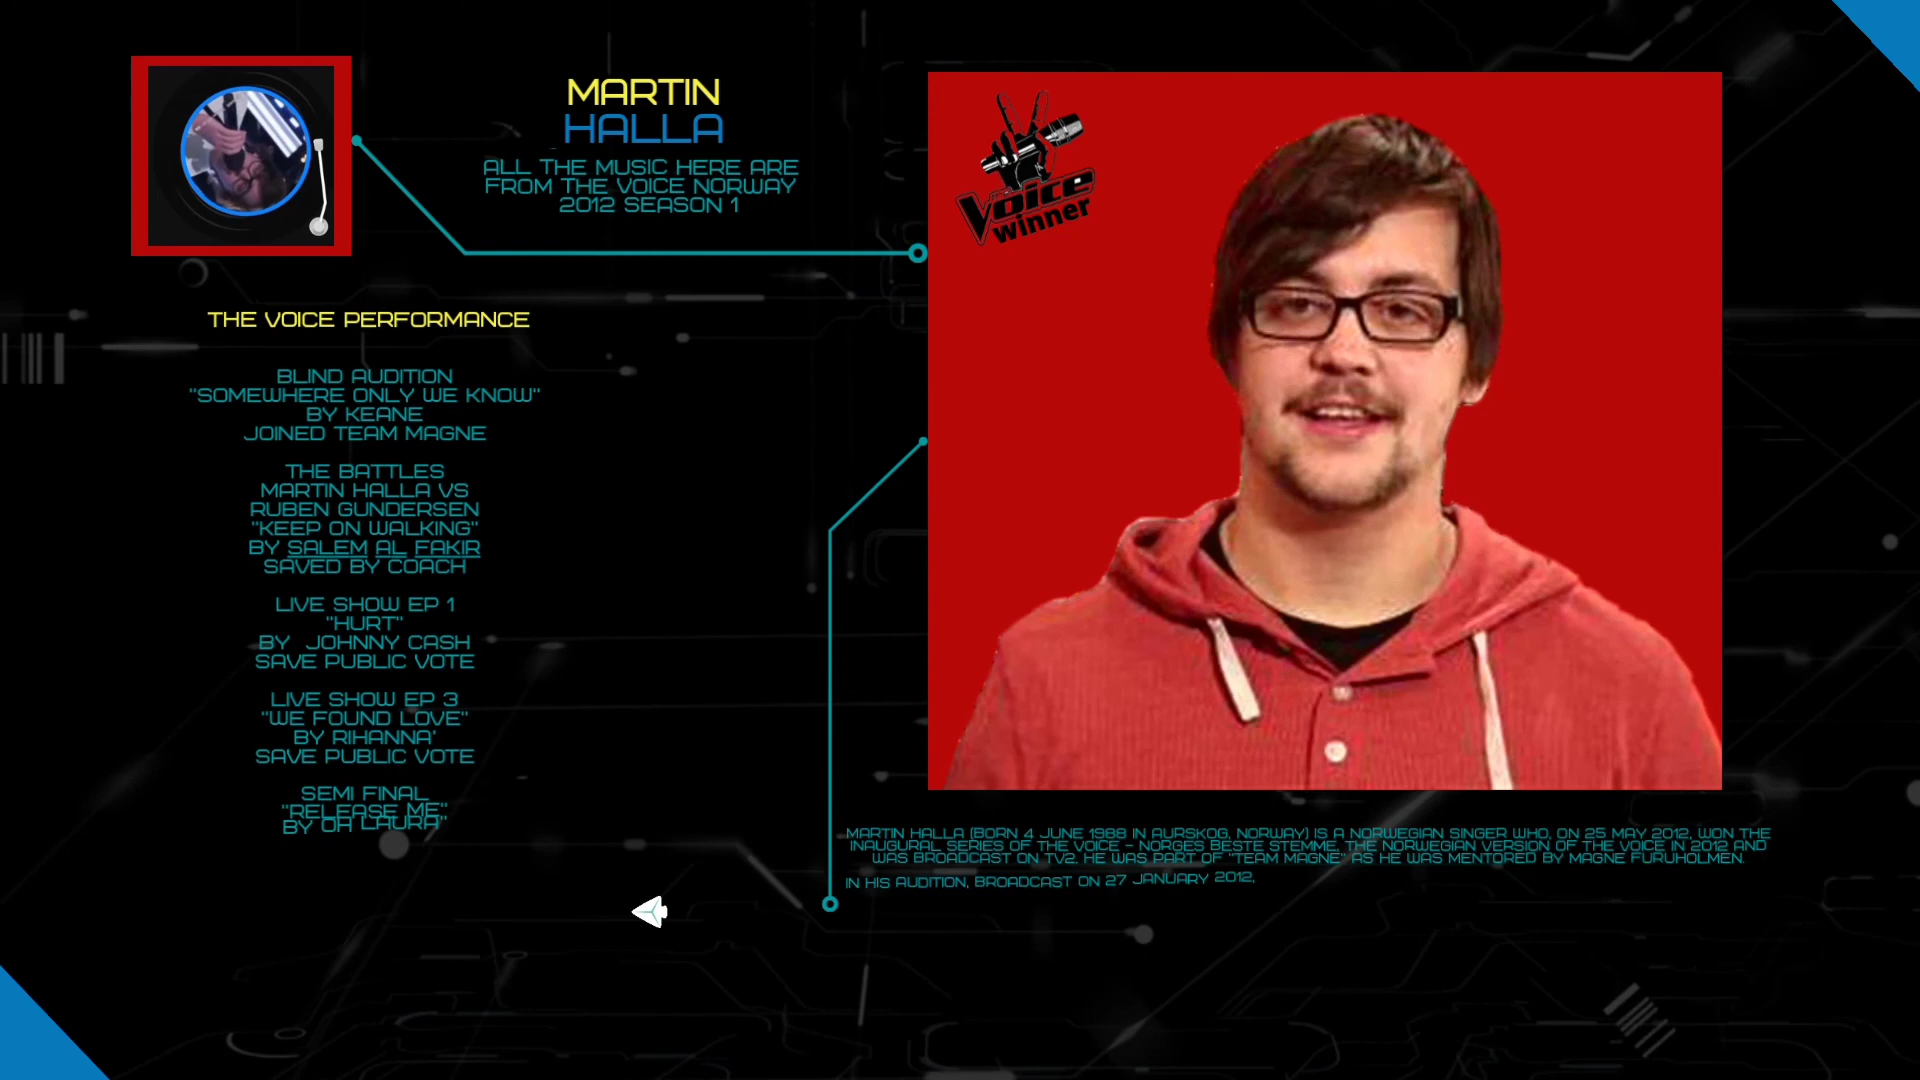 MARTIN
HALLA
ALL THE MUSIC HERE ARE
FROM THE VOICE NORWAY
2012 SEASON 1
Voice
winner
THE VOICE PERFORMANCE
BLIND AUDITION
"SOMEWHERE ONLY WE KNOW"
BY KEANE
JOINED TEAM MAGNE
THE BATTLES
MARTIN HALLA VS
RUBEN GUNDERSEN
"KEEP ON WALKING"
BY SALEM AL FAKIR
SAVED BY COACH
LIVE SHOW EP 1
"HURT"
BY JOHNNY CASH
SAVE PUBLIC VOTE
LIVE SHOW EP 3
"WE FOUND LOVE"
BY RIHANNA'
SAVE PUBLIC VOTE
SEMI FINAL
"RELEASE ME"
BY OH LAURA"
MARTIN HALLA (BORN 4 JUNE 1988 IN AURSKOG, NORWAY) IS A NORWEGIAN SINGER WHO, ON 25 MAY 2012, WON THE
INAUGURAL SERIES OF THE VOICE – NORGES BESTE STEMME, THE NORWEGIAN VERSION OF THE VOICE IN 2012 AND
WAS BROADCAST ON TV2. HE WAS PART OF "TEAM MAGNE" AS HE WAS MENTORED BY MAGNE FURUHOLMEN.
IN HIS AUDITION, BROADCAST ON 27 JANUARY 2012,